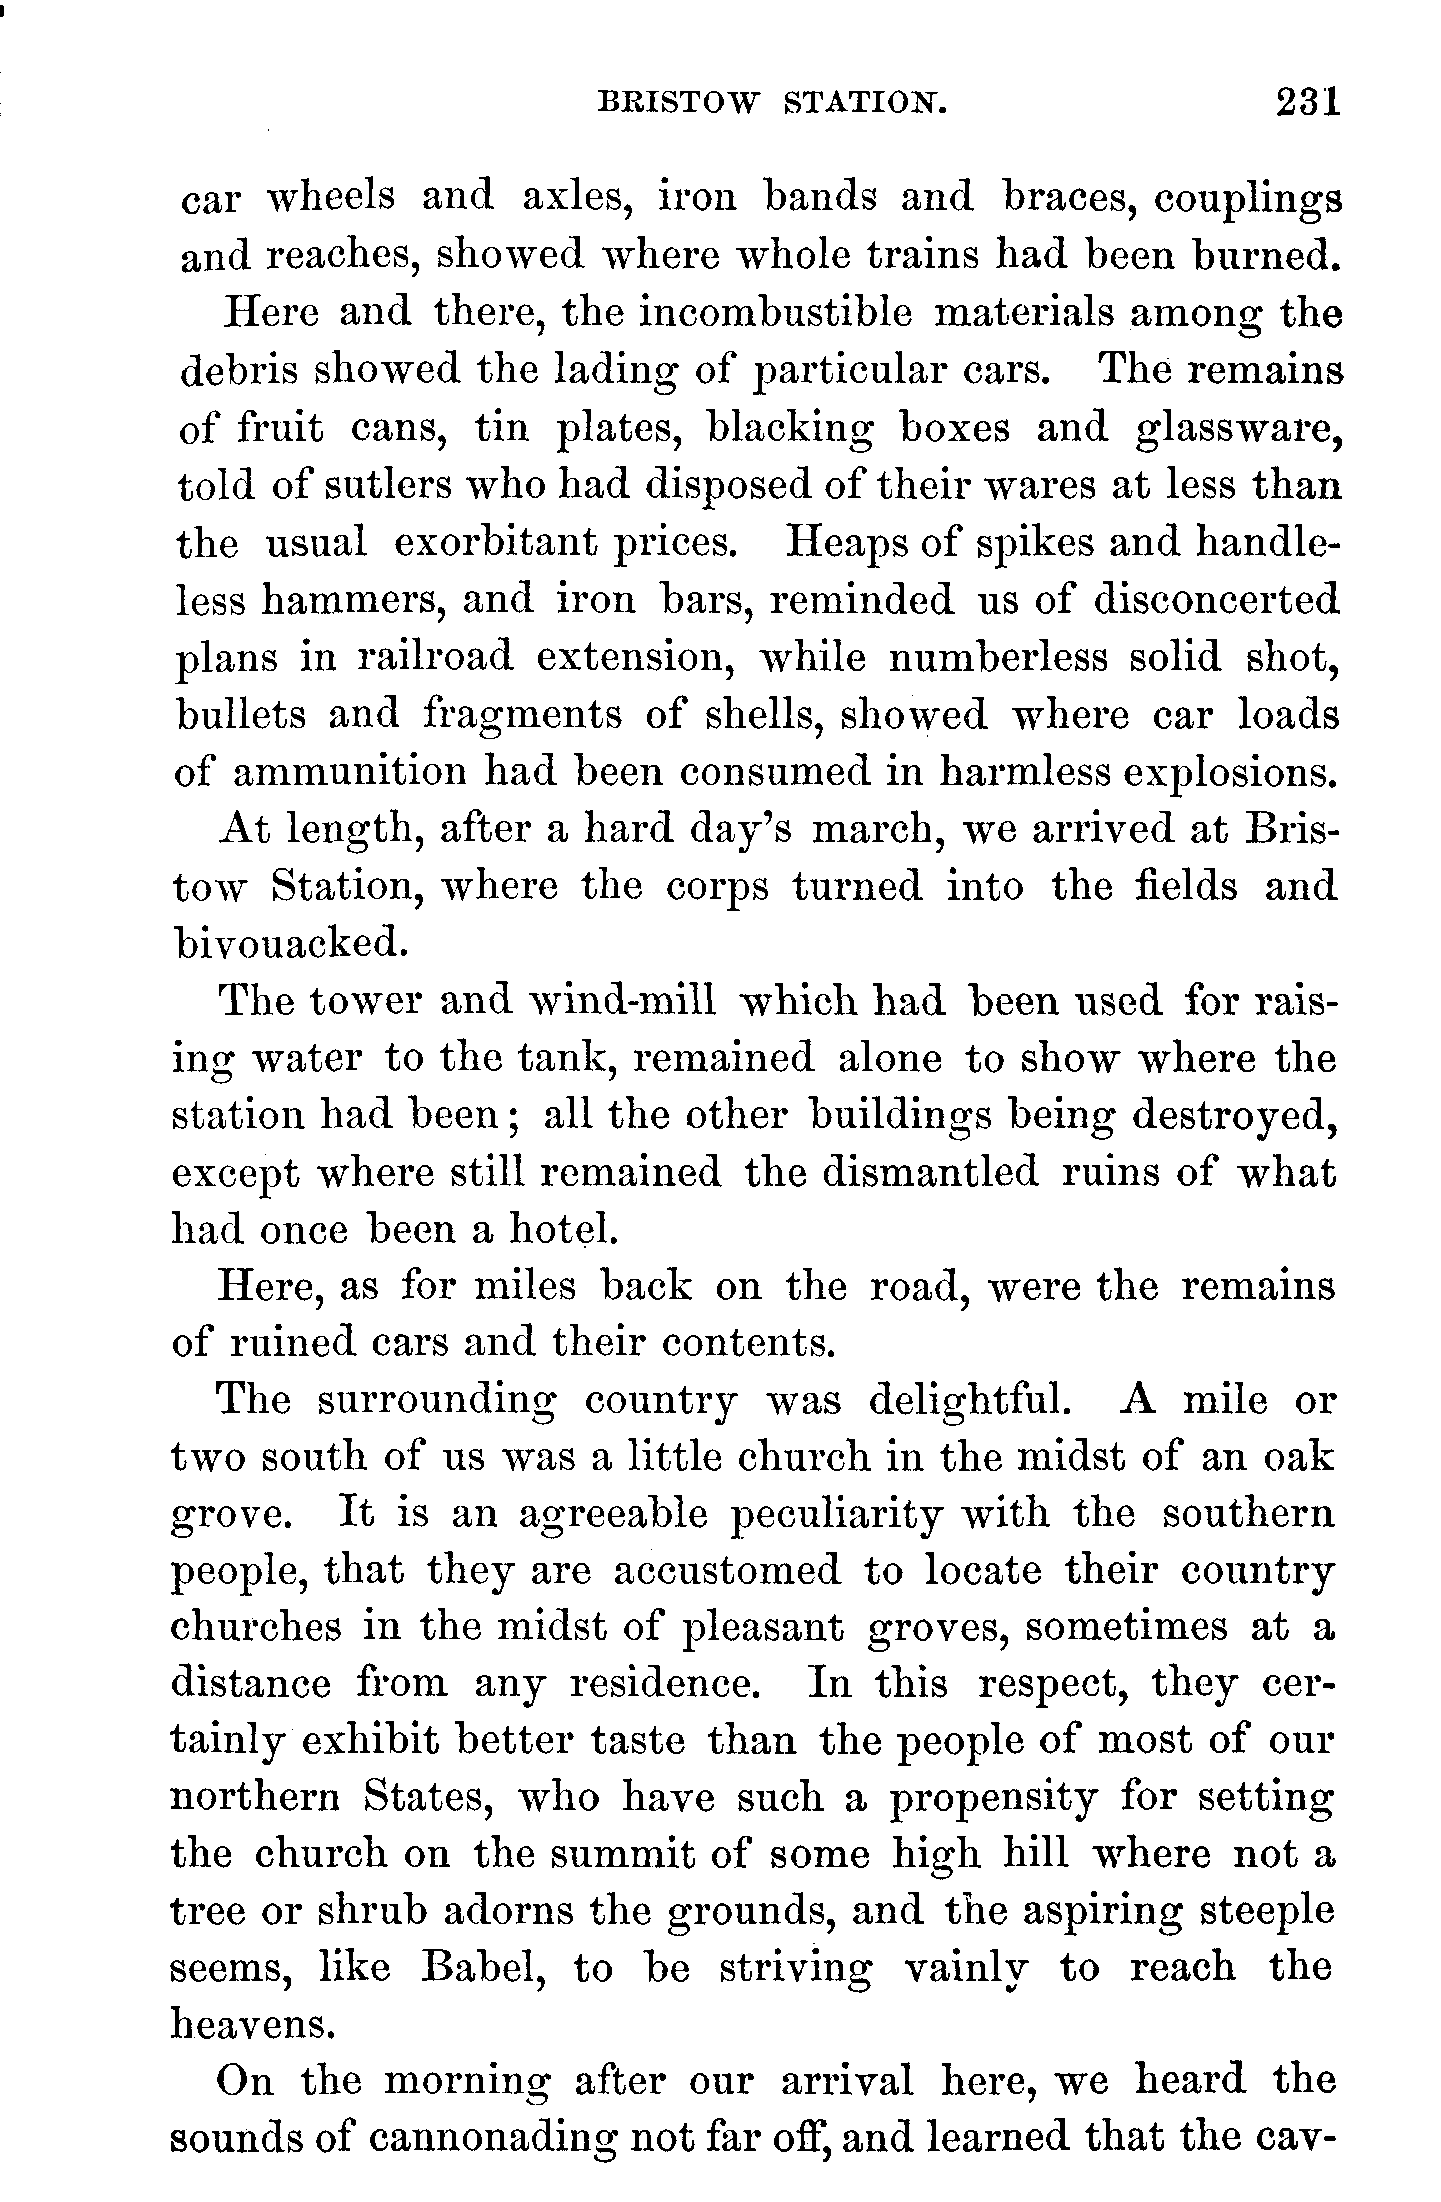 BRISTOW STATION. 231
car wheels and axles, iron bands and braces, couplings
and reaches, showed where whole trains had been burned.
Here and there, the incombustible materials among the
debris showed the lading of particular cars. The remains
of fruit cans, tin plates, blacking boxes and glassware,
told of sutlers who had disposed of their wares at less than
the usual exorbitant prices. Heaps of spikes and handle-
less hammers, and iron bars, reminded us of disconcerted
plans in railroad extension, while numberless solid shot,
bullets and fragments of shells, showed where car loads
of ammunition had been consumed in harmless explosions.
At length, after a hard day's march, we arrived at Bris-
tow Station, where the corps turned into the fields and
bivouacked.
The tower and wind-mill which had been used for rais-
ing water to the tank, remained alone to show where the
station had been; all the other buildings being destroyed,
except where still remained the dismantled ruins of what
had once been a hotel.
Here, as for miles back on the road, were the remains
of ruined cars and their contents.
The surrounding country was delightful. A mile or
two south of us was a little church in the midst of an oak
grove. It is an agreeable peculiarity with the southern
people, that they are accustomed to locate their country
churches in the midst of pleasant groves, sometimes at a
distance from any residence. In this respect, they cer-
tainly exhibit better taste than the people of most of our
northern States, who have such a propensity for setting
the church on the summit of some high hill where not a
tree or shrub adorns the grounds, and the aspiring steeple
seems, like Babel, to be striving vainly to reach the
heavens.
On the morning after our arrival here, we heard the
sounds of cannonading not far off, and learned that the cav-